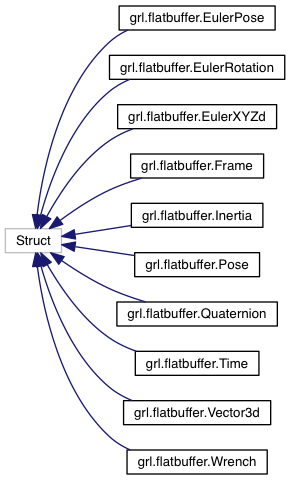 grl.flatbuffer.EulerPose
grl.flatbuffer.EulerRotation
grl.flatbuffer.EulerXYZd
grl.flatbuffer.Frame
grl.flatbuffer.Inertia
Struct
grl.flatbuffer.Pose
grl.flatbuffer.Quaternion
grl.flatbuffer.Time
grl.flatbuffer.Vector3d
grl.flatbuffer.Wrench